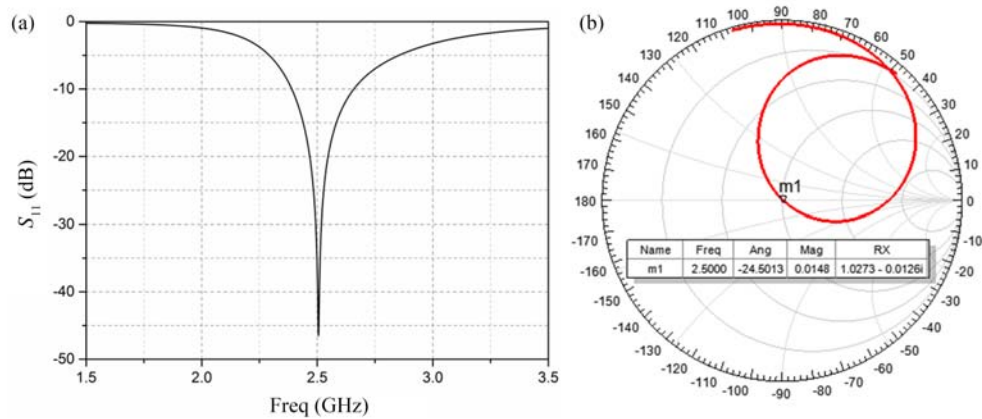 (a)
0
-10
-20
-30
-40
-50
S11 (dB)
1.5 2.0 2.5 3.0 3.5
Freq (GHz)
(b)
110 100 90 80 70 60 50 40 30 20 10 0
120 130 140 150 160 170 180
m1
Name Freq Ang Mag RX
m1 2.5000 -24.5013 0.0148 1.0273 - 0.0126i
-170 -160 -150 -140 -130 -120 -110 -100 -90 -80 -70 -60 -50 -40 -30 -20 -10